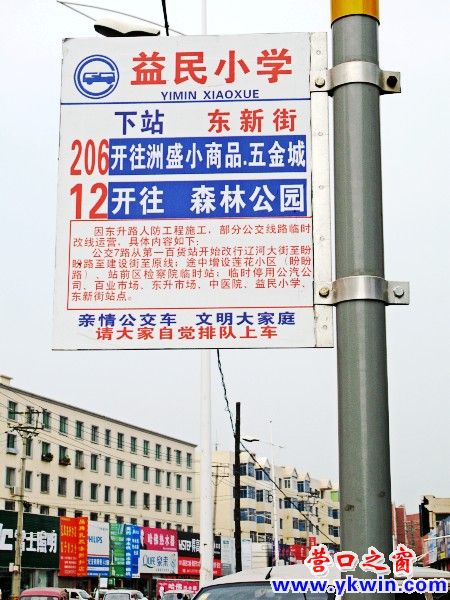 益民小学
YIMIN XIAOXUE
下站 东新街
206 开往洲盛小商品.五金城
12 开往 森林公园
因东升路人防工程施工，部分公交线路临时
改线运营，具体内容如下：
公交7路从第一百货站开始改行辽河大街至盼
盼路至建设街至原线；途中增设莲花小区（盼盼
路）、站前区检察院临时站；临时停用公汽公
司、百业市场、东升市场、中医院、益民小学、
东新街站点。
亲情公交车 文明大家庭
请大家自觉排队上车
PHILIPS
营口之窗
www.ykwin.com